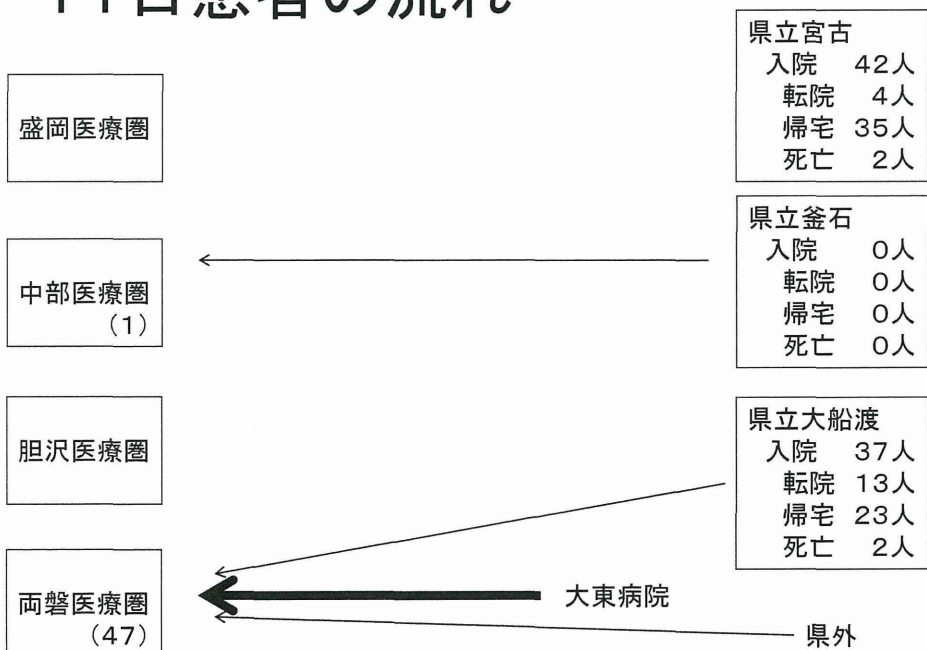 11日患者の流れ
盛岡医療圏
中部医療圏
(1)
胆沢医療圏
両磐医療圏
(47)
県立宮古
入院 42人
転院 4人
帰宅 35人
死亡 2人
県立釜石
入院 0人
転院 0人
帰宅 0人
死亡 0人
県立大船渡
入院 37人
転院 13人
帰宅 23人
死亡 2人
大東病院
県外